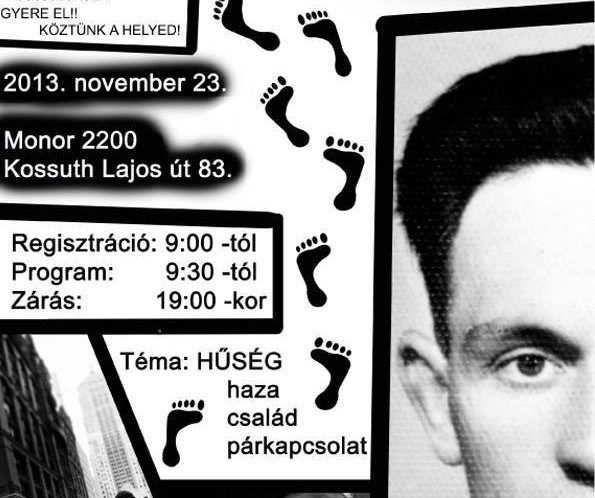 GYERE EL!!
KÖZTÜNK A HELYED!
2013. november 23.
Monor 2200
Kossuth Lajos út 83.
Regisztráció: 9:00 -tól
Program: 9:30 -tól
Zárás: 19:00 -kor
Téma: HŰSÉG
haza
család
párkapcsolat